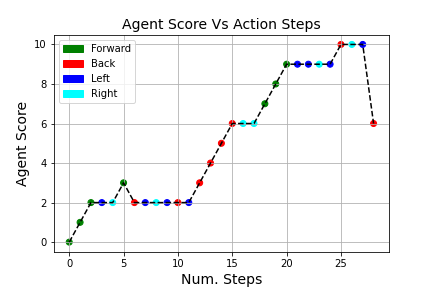 Agent Score Vs Action Steps
Forward
Back
Left
Right
10
8
6
4
2
0
Agent Score
0 5 10 15 20 25
Num. Steps